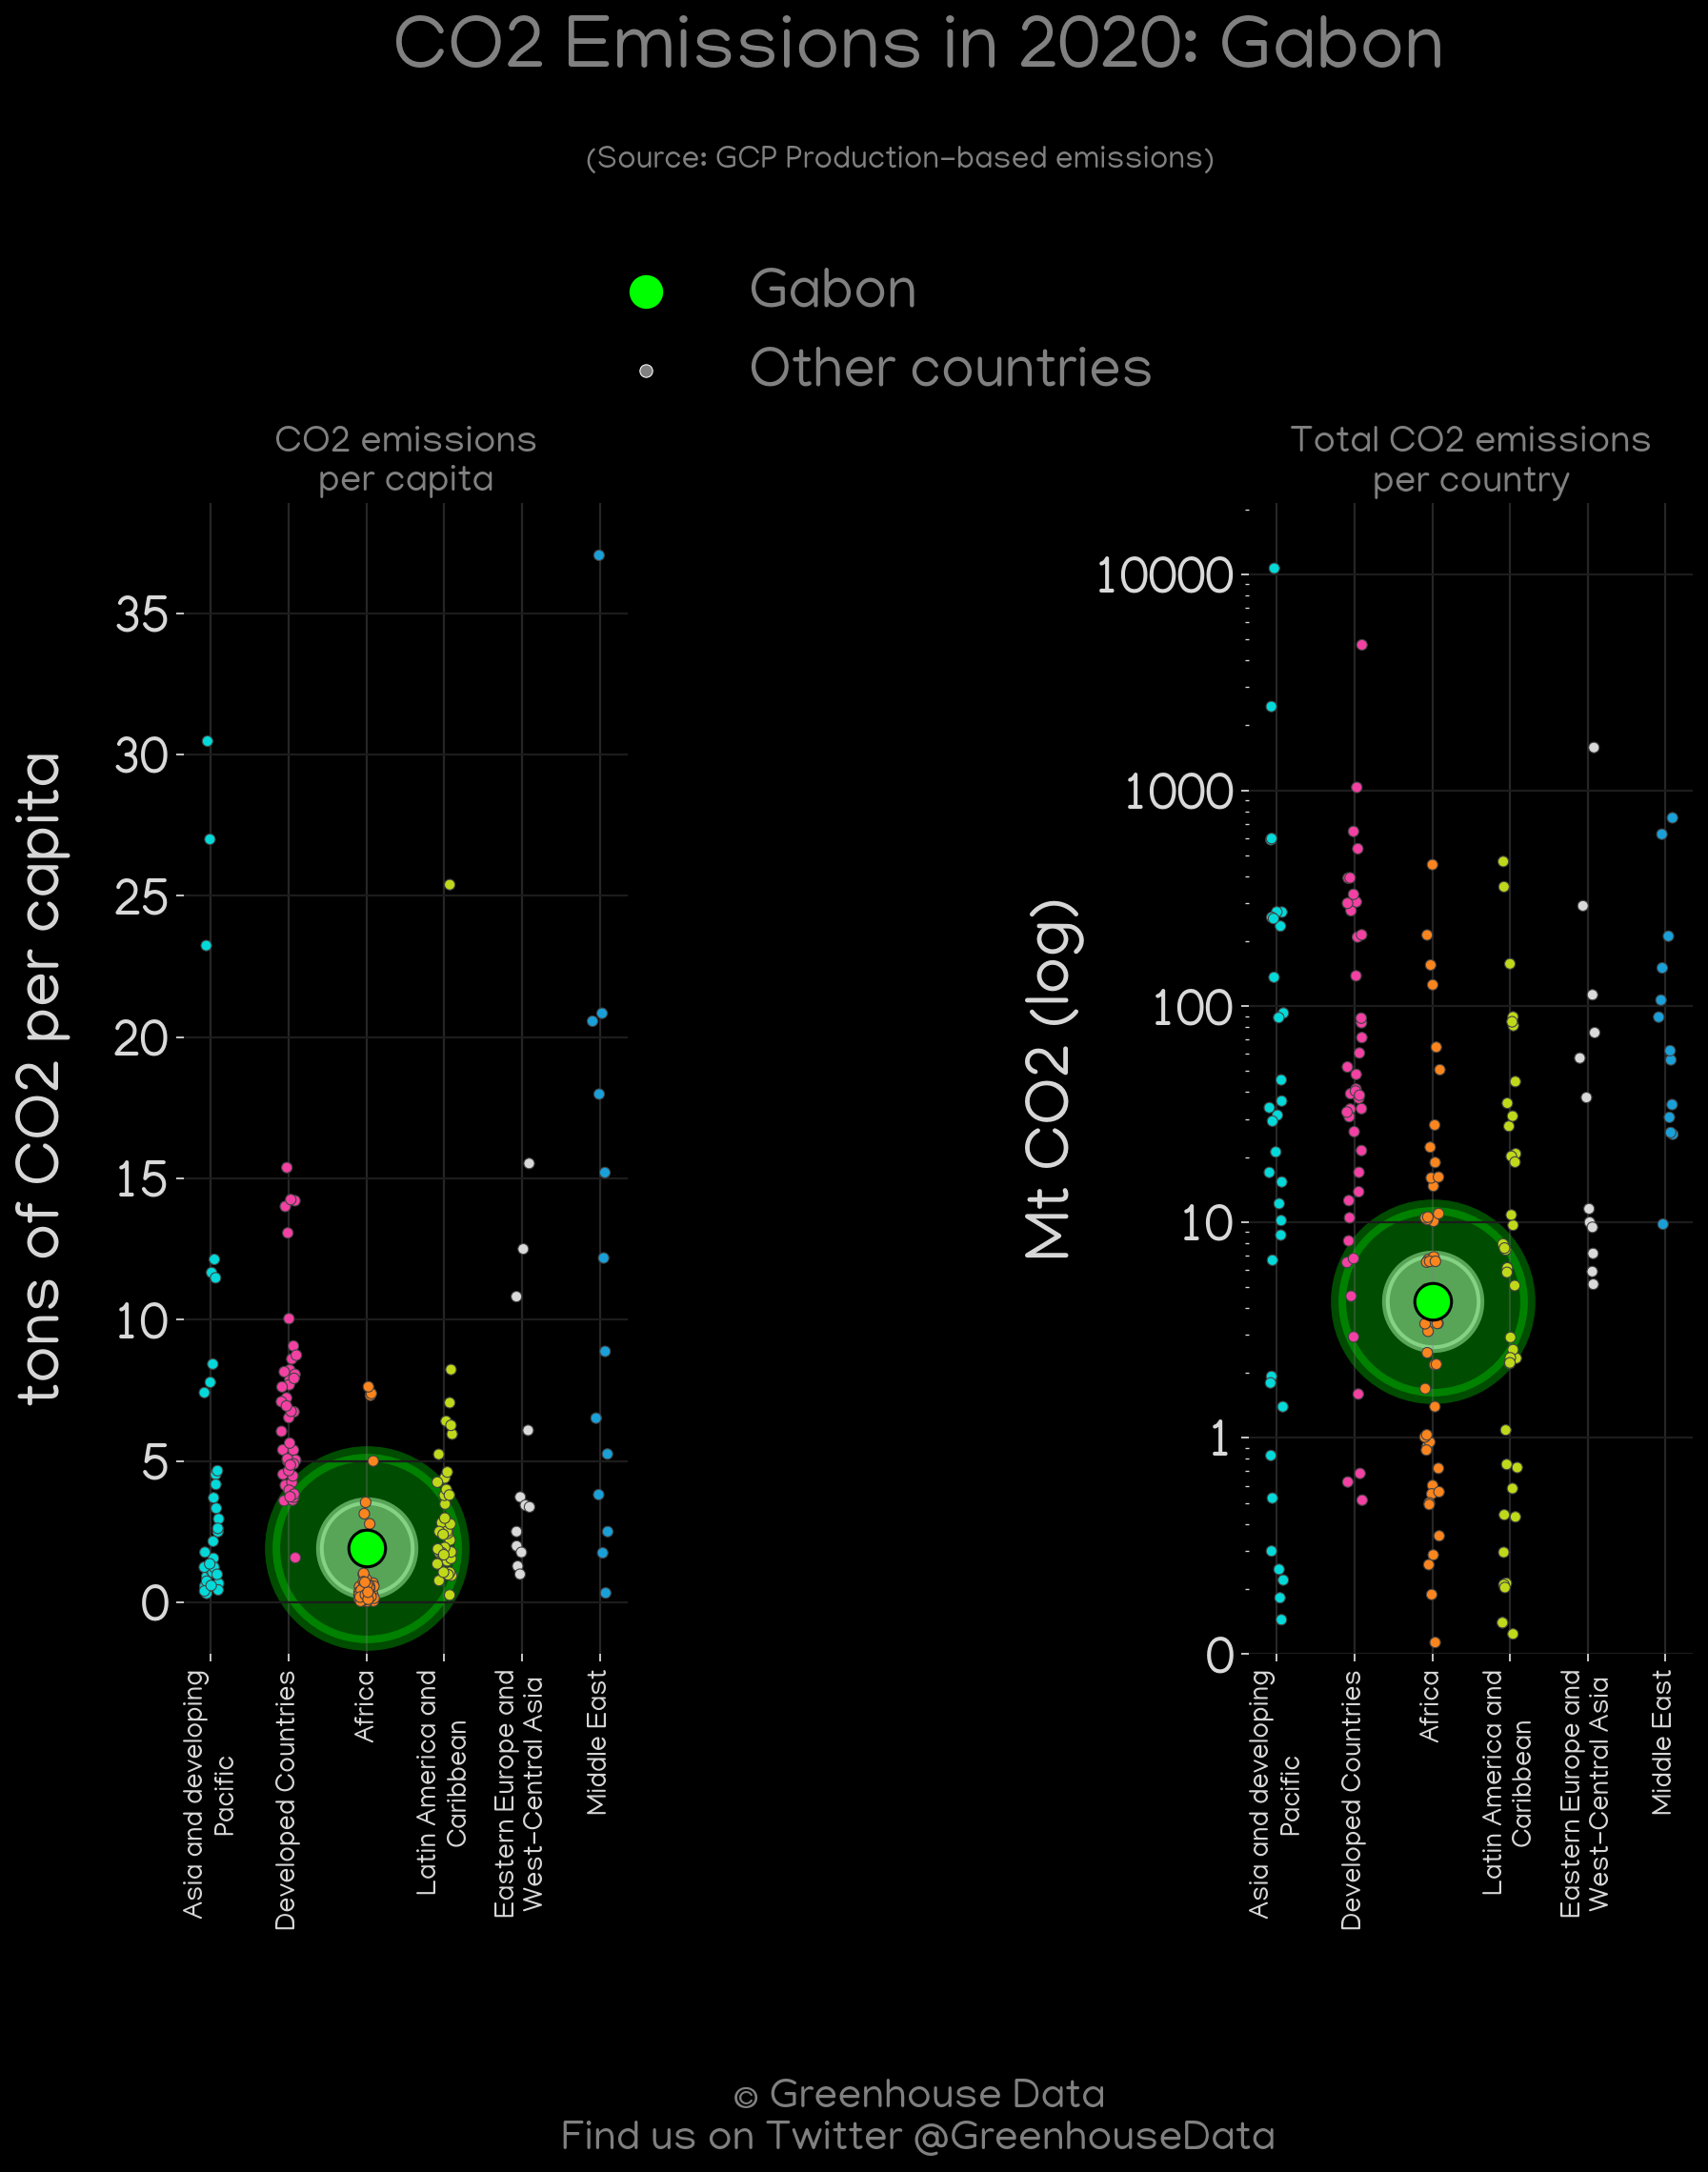 CO2 Emissions in 2020: Gabon
(Source: GCP Production-based emissions)
Gabon
Other countries
CO2 emissions
per capita
tons of CO2 per capita
35
30
25
20
15
10
5
0
Asia and developing
Pacific
Developed Countries
Africa
Latin America and
Caribbean
Eastern Europe and
West-Central Asia
Middle East
Total CO2 emissions
per country
Mt CO2 (log)
10000
1000
100
10
1
0
Asia and developing
Pacific
Developed Countries
Africa
Latin America and
Caribbean
Eastern Europe and
West-Central Asia
Middle East
© Greenhouse Data
Find us on Twitter @GreenhouseData